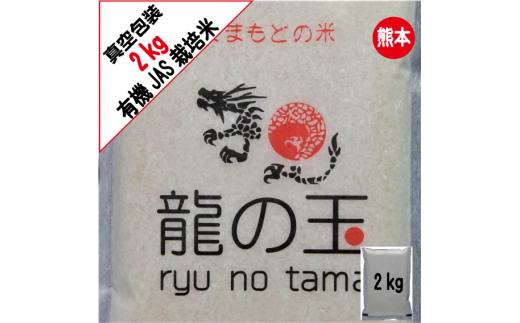 真空包装
2kg
有機JAS栽培米
まもとの米
熊本
龍の玉
ryu no tama
2kg